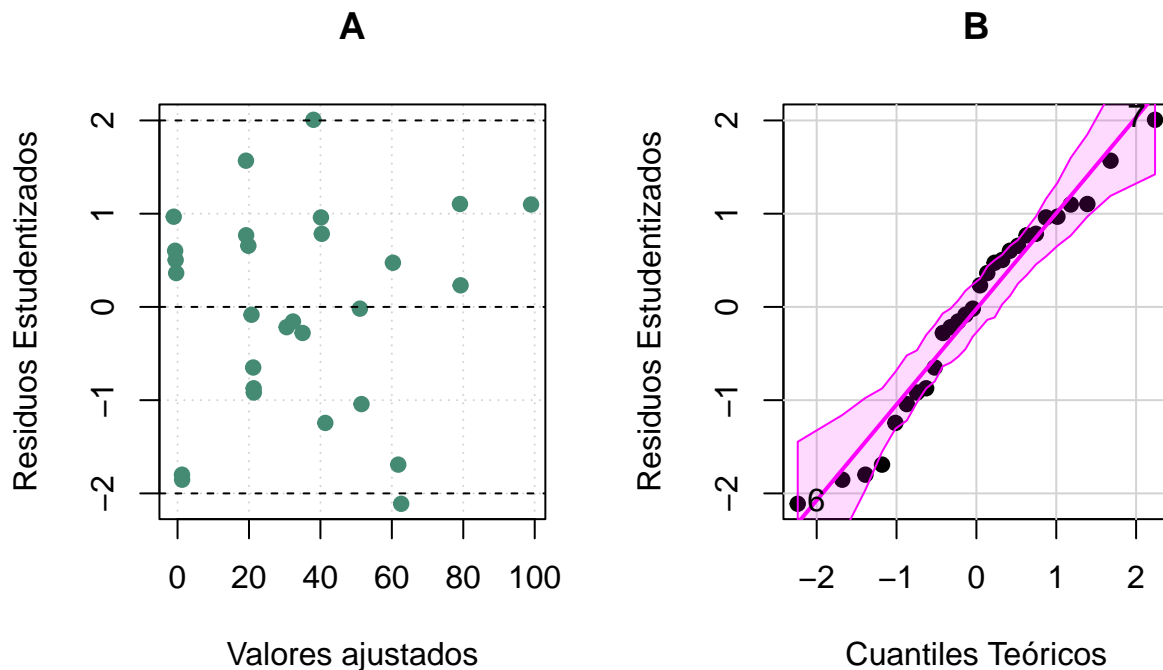 A
Residuos Estudentizados
2
1
0
−1
−2
0 20 40 60 80 100
Valores ajustados
B
Residuos Estudentizados
2
1
0
−1
−2
7
6
−2 −1 0 1 2
Cuantiles Teóricos